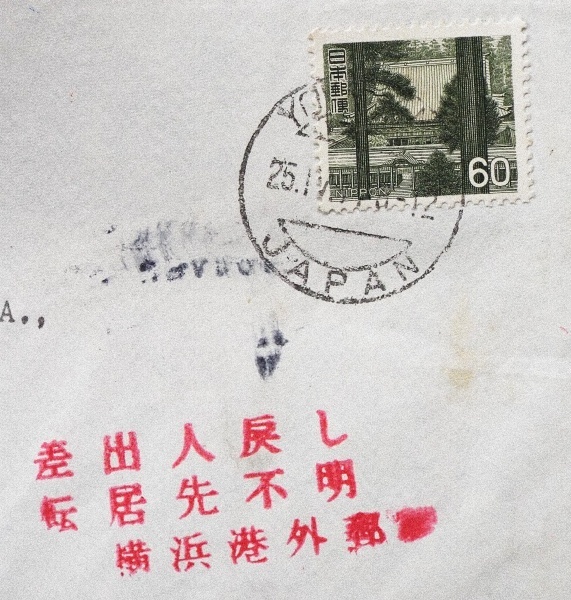 日本郵便
60
NIPPON
JAPAN
A.,
差出人戻し
転居先不明
横浜港外郵